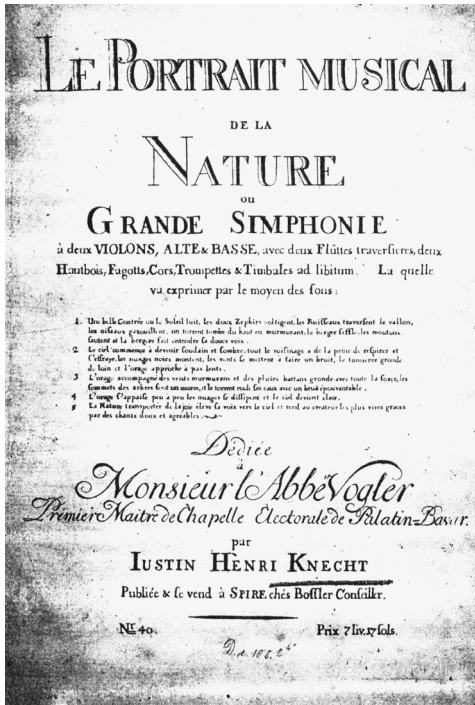 LE PORTRAIT MUSICAL
DE LA
NATURE
ou
GRANDE SIMPHONIE
à deux VIOLONS, ALTE & BASSE, avec deux Flûttes traversieres, deux
Hautbois, Fagotts, Cors, Trompettes & Timbales ad libitum. La quelle
va exprimer par le moyen des sons:
1. Une belle Contrée ou le Soleil luit, les doux Zephirs voltigent, les Ruisseaux traversent le vallon,
les oiseaux gazouillent, un torrent tombe du haut en murmurant, le berger siffle, les moutons
sautent et la bergere fait entendre sa douce voix.
2. Le ciel commence à devenir soudain et sombre, tout le voisinage a de la peine de respirer et
s'effraye, les nuages noirs montent, les vents se mettent à faire un bruit, le tonnerre gronde
de loin et l'orage approche à pas lents.
3. L'orage accompagné des vents murmurans et des pluies battans gronde avec toute la force, les
sommets des arbres font un murm, et le torrent roule ses eaux avec un bruit épouvantable.
4. L'orage s'appaise peu a peu les nuages se dissipent et le ciel devient clair.
5. La Nature transportée de la joie eleve sa voix vers le ciel et rend au createur les plus vives graces
par des chants doux et agreables.
Dédiée
à
Monsieur l'Abbé Vogler
Prémier Maitre de Chapelle Electorale de Palatin-Bavar.
par
IUSTIN HENRI KNECHT
Publiée & se vend à SPIRE, chés Bossler Conseillr.
Nr. 40. Prix 7 liv. 17 sols.